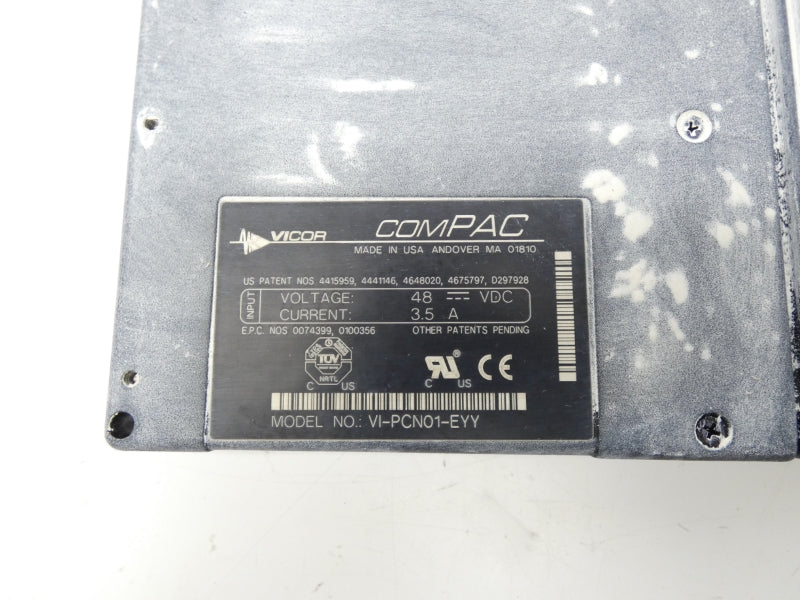 VICOR COMPAC
MADE IN USA ANDOVER MA 01810
US PATENT NOS 4415959, 4441146, 4648020, 4675797, D297928
INPUT
VOLTAGE: 48 VDC
CURRENT: 3.5 A
E.P.C. NOS 0074399, 0100356 OTHER PATENTS PENDING
TÜV
NRTL
C US
C RU ® US CE
MODEL NO.: VI-PCN01-EYY